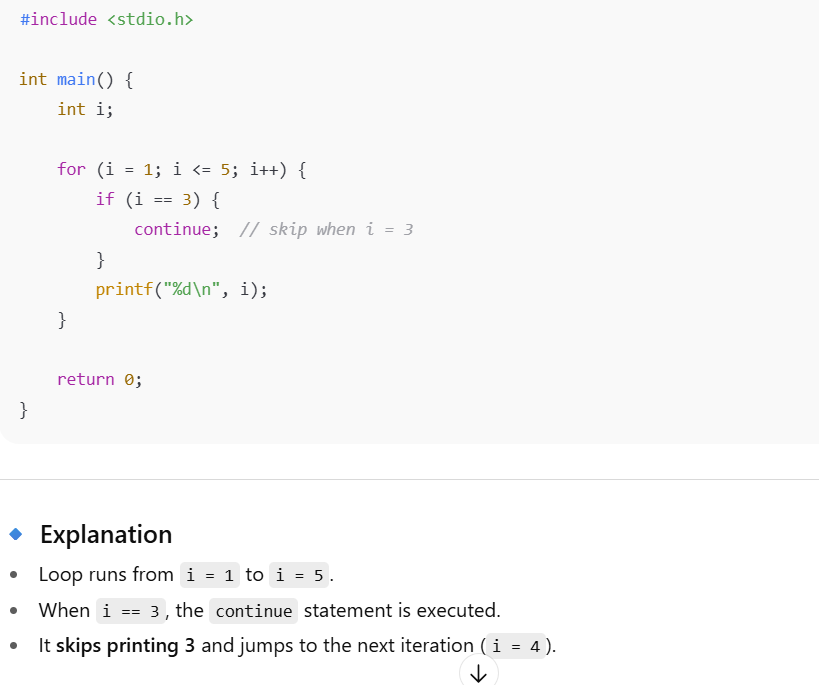 #include <stdio.h>
int main() {
    int i;
    for (i = 1; i <= 5; i++) {
        if (i == 3) {
            continue;  // skip when i = 3
        }
        printf("%d\n", i);
    }
    return 0;
}
Explanation
Loop runs from i = 1 to i = 5.
When i == 3, the continue statement is executed.
It skips printing 3 and jumps to the next iteration (i = 4).